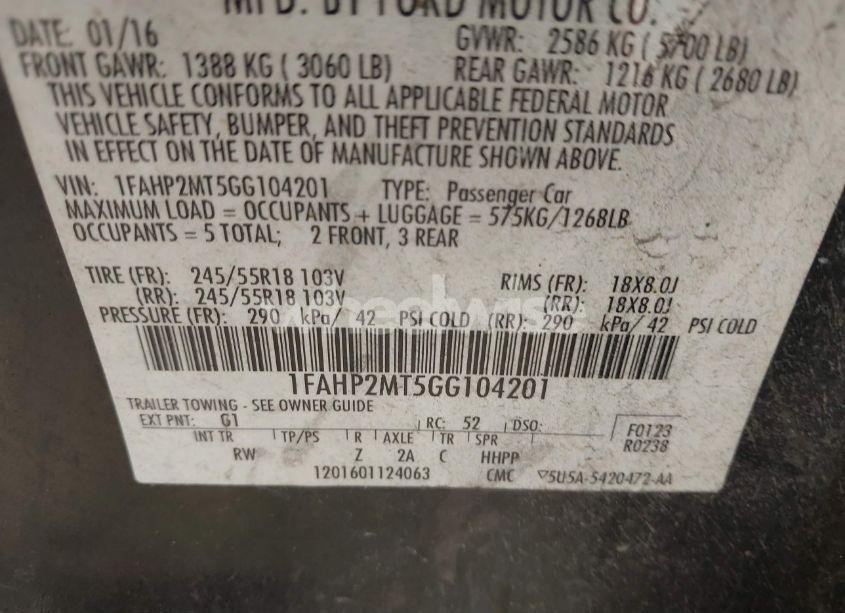 MFD. BY FORD MOTOR CO.
DATE: 01/16 GVWR: 2586 KG ( 5700 LB)
FRONT GAWR: 1388 KG ( 3060 LB) REAR GAWR: 1216 KG ( 2680 LB)
THIS VEHICLE CONFORMS TO ALL APPLICABLE FEDERAL MOTOR
VEHICLE SAFETY, BUMPER, AND THEFT PREVENTION STANDARDS
IN EFFECT ON THE DATE OF MANUFACTURE SHOWN ABOVE.
VIN: 1FAHP2MT5GG104201 TYPE: Passenger Car
MAXIMUM LOAD = OCCUPANTS + LUGGAGE = 575KG/1268LB
OCCUPANTS = 5 TOTAL; 2 FRONT, 3 REAR
TIRE (FR): 245/55R18 103V RIMS (FR): 18X8.0J
(RR): 245/55R18 103V (RR): 18X8.0J
PRESSURE (FR): 290 kPa/ 42 PSI COLD (RR): 290 kPa/ 42 PSI COLD
1FAHP2MT5GG104201
TRAILER TOWING - SEE OWNER GUIDE
EXT PNT: G1 RC: 52 DSO: F0123
R0238
INT TR TP/PS R AXLE TR SPR
RW Z 2A C HHPP
1201601124063 CMC ▽5U5A-5420472-AA